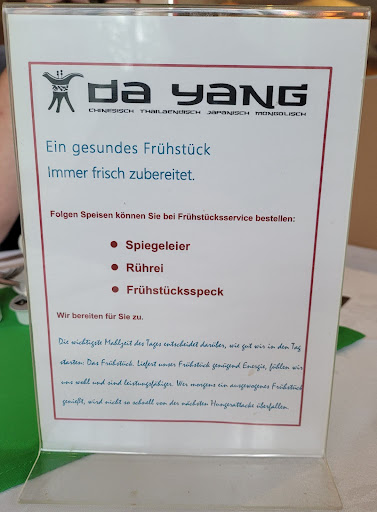 DA YANG
CHINESISCH THAILAENDISCH JAPANISCH MONGOLISCH
Ein gesundes Frühstück
Immer frisch zubereitet.
Folgen Speisen können Sie bei Frühstücksservice bestellen:
• Spiegeleier
• Rührei
• Frühstücksspeck
Wir bereiten für Sie zu.
Die wichtigste Mahlzeit des Tages entscheidet darüber, wie gut wir in den Tag
starten: Das Frühstück. Liefert unser Frühstück genügend Energie, fühlen wir
uns wohl und sind leistungsfähiger. Wer morgens ein ausgewogenes Frühstück
genießt, wird nicht so schnell von der nächsten Hungerattacke überfallen.